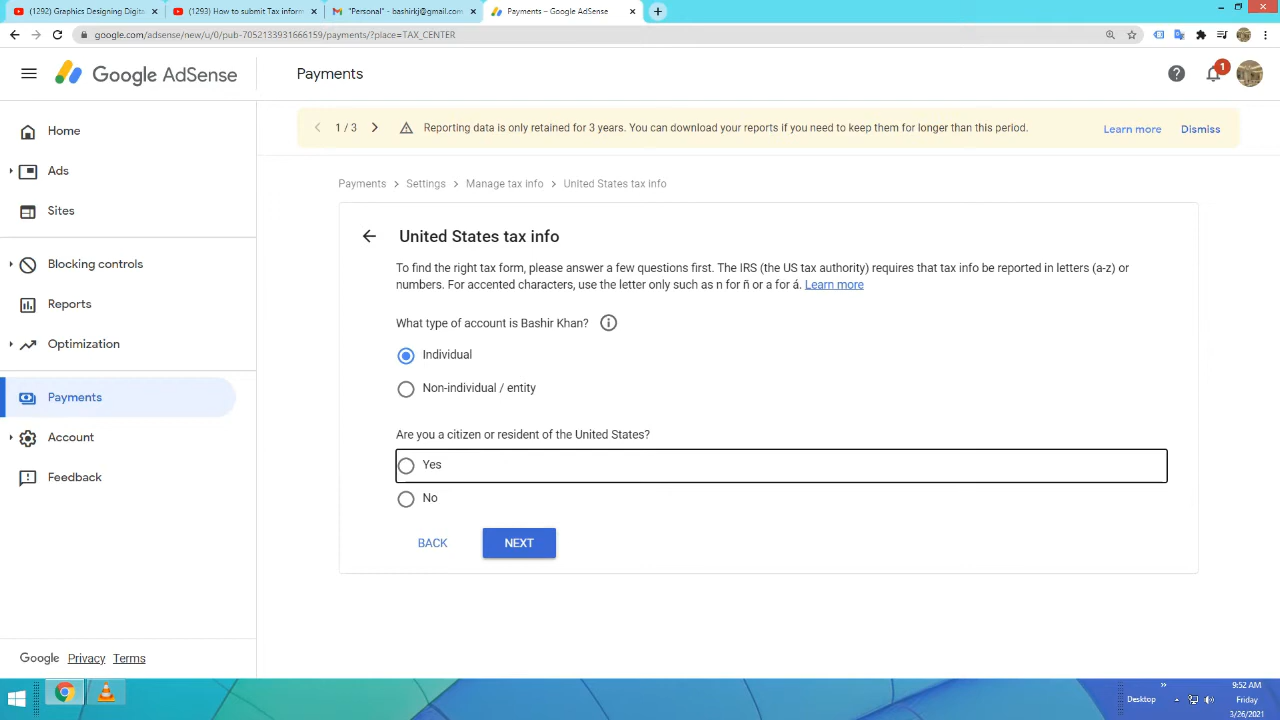 (1292) Graphics Designing Digita
(1293) How to submit Tax inform
"Personal" - bashirkj@gmail.com
Payments – Google AdSense
google.com/adsense/new/u/0/pub-7052133931666159/payments/?place=TAX_CENTER
Google AdSense
Payments
1
Home
Ads
Sites
Blocking controls
Reports
Optimization
Payments
Account
Feedback
Google Privacy Terms
1 / 3
Reporting data is only retained for 3 years. You can download your reports if you need to keep them for longer than this period.
Learn more
Dismiss
Payments > Settings > Manage tax info > United States tax info
United States tax info
To find the right tax form, please answer a few questions first. The IRS (the US tax authority) requires that tax info be reported in letters (a-z) or
numbers. For accented characters, use the letter only such as n for ñ or a for á. Learn more
What type of account is Bashir Khan?
Individual
Non-individual / entity
Are you a citizen or resident of the United States?
Yes
No
BACK
NEXT
Desktop
9:52 AM
Friday
3/26/2021